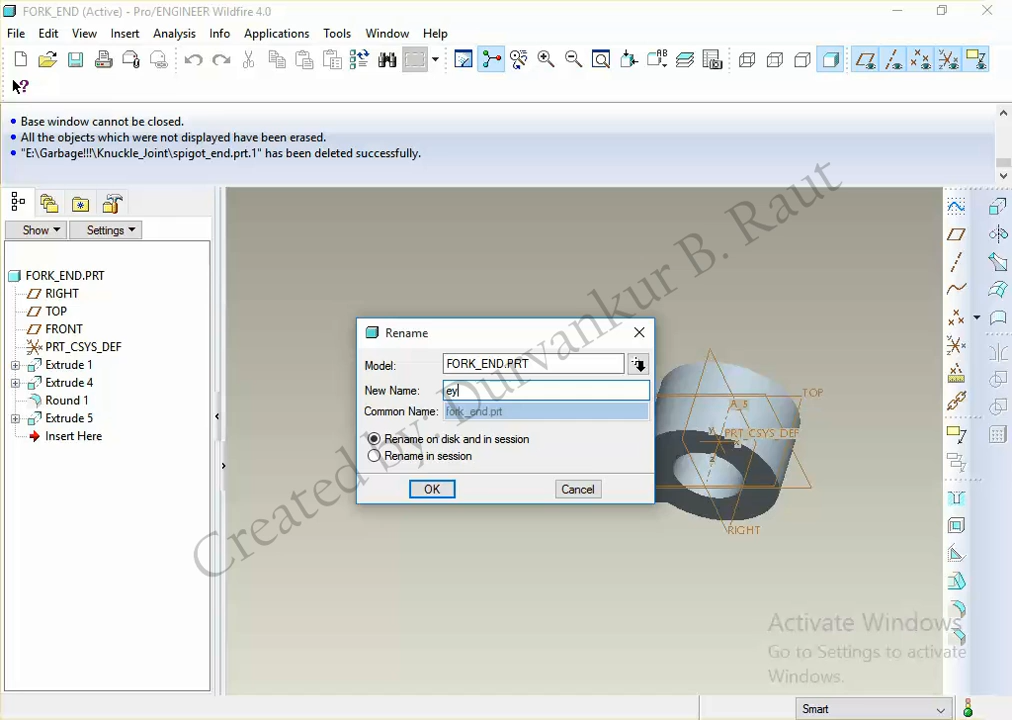 FORK_END (Active) - Pro/ENGINEER Wildfire 4.0
File Edit View Insert Analysis Info Applications Tools Window Help
Base window cannot be closed.
All the objects which were not displayed have been erased.
"E:\Garbage!!!\Knuckle_Joint\spigot_end.prt.1" has been deleted successfully.
Show Settings
FORK_END.PRT
RIGHT
TOP
FRONT
PRT_CSYS_DEF
Extrude 1
Extrude 4
Round 1
Extrude 5
Insert Here
Rename
Model: FORK_END.PRT
New Name: ey
Common Name: fork_end.prt
Rename on disk and in session
Rename in session
OK Cancel
TOP
A_5
PRT_CSYS_DEF
RIGHT
Created by: Durvankur B. Raut
Activate Windows
Go to Settings to activate
Windows.
Smart